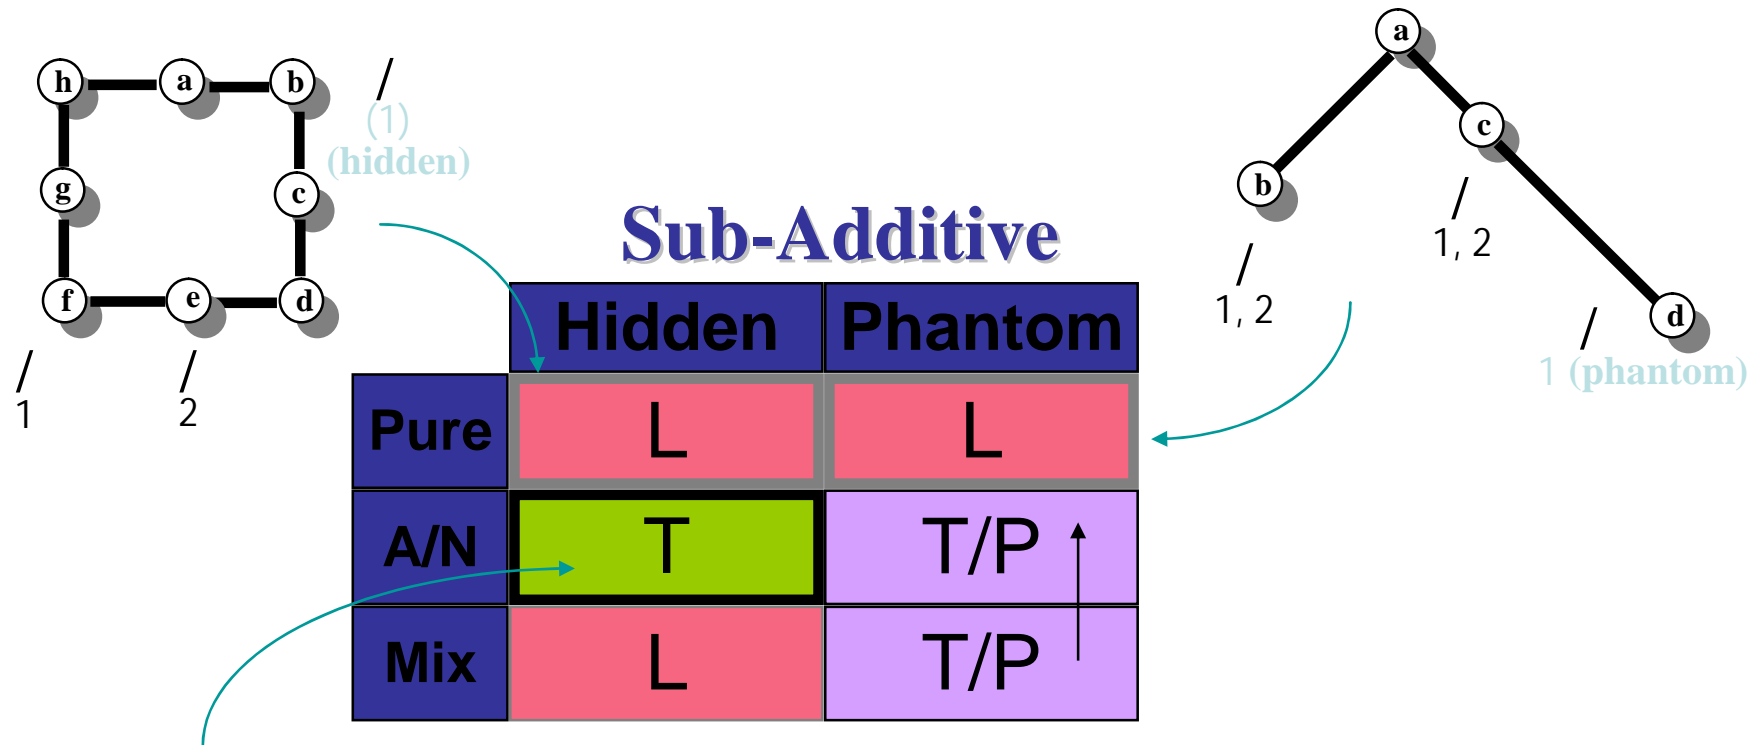 h a b
/
(1)
(hidden)
g c
f e d
/ /
1 2
a
c
b
/
1, 2
/
1, 2
d
/
1 (phantom)
Sub-Additive
Hidden Phantom
Pure L L
A/N T T/P
Mix L T/P